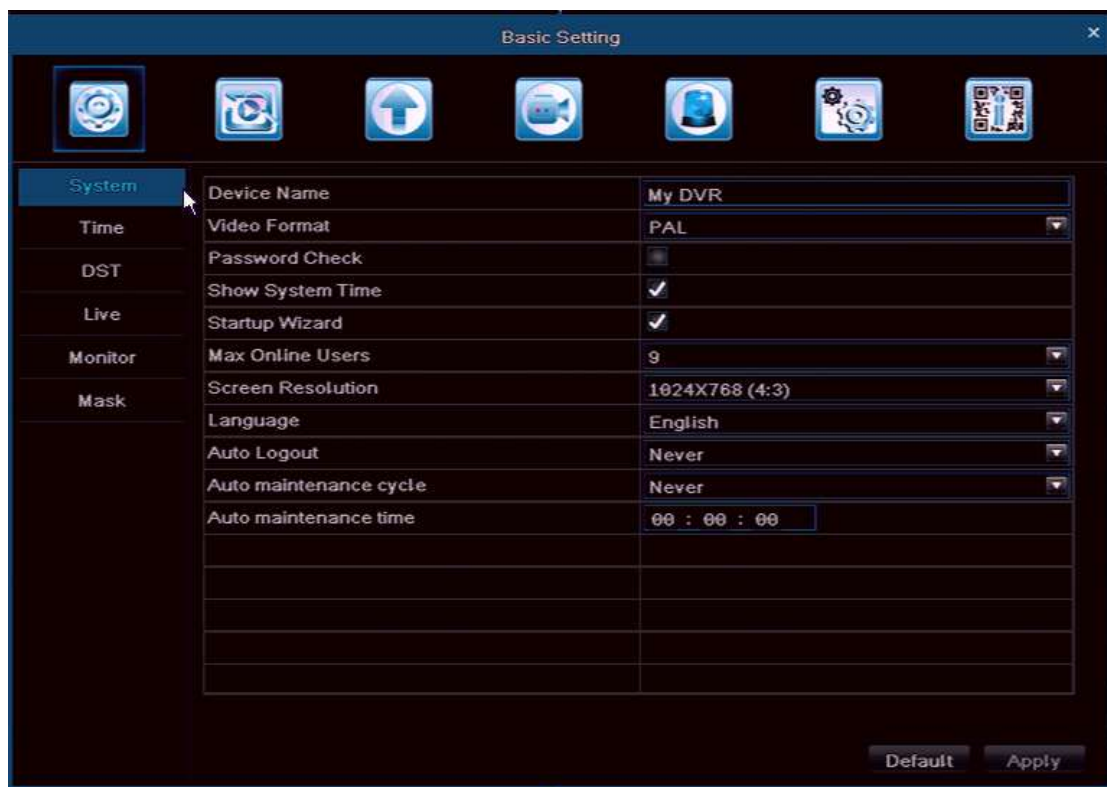 Basic Setting
System
Time
DST
Live
Monitor
Mask
Device Name My DVR
Video Format PAL
Password Check
Show System Time
Startup Wizard
Max Online Users 9
Screen Resolution 1024X768 (4:3)
Language English
Auto Logout Never
Auto maintenance cycle Never
Auto maintenance time 00 : 00 : 00
Default Apply